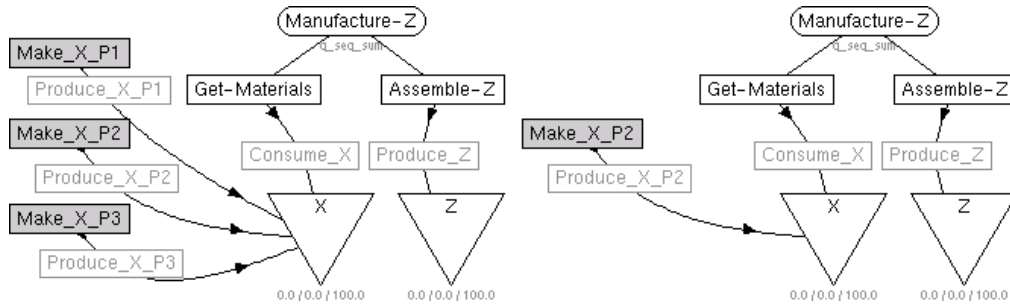 Manufacture-Z
q_seq_sum
Make_X_P1
Produce_X_P1
Get-Materials
Assemble-Z
Make_X_P2
Consume_X
Produce_Z
Produce_X_P2
X
Z
Make_X_P3
Produce_X_P3
0.0/0.0/100.0
0.0/0.0/100.0
Manufacture-Z
q_seq_sum
Get-Materials
Assemble-Z
Make_X_P2
Consume_X
Produce_Z
Produce_X_P2
X
Z
0.0/0.0/100.0
0.0/0.0/100.0